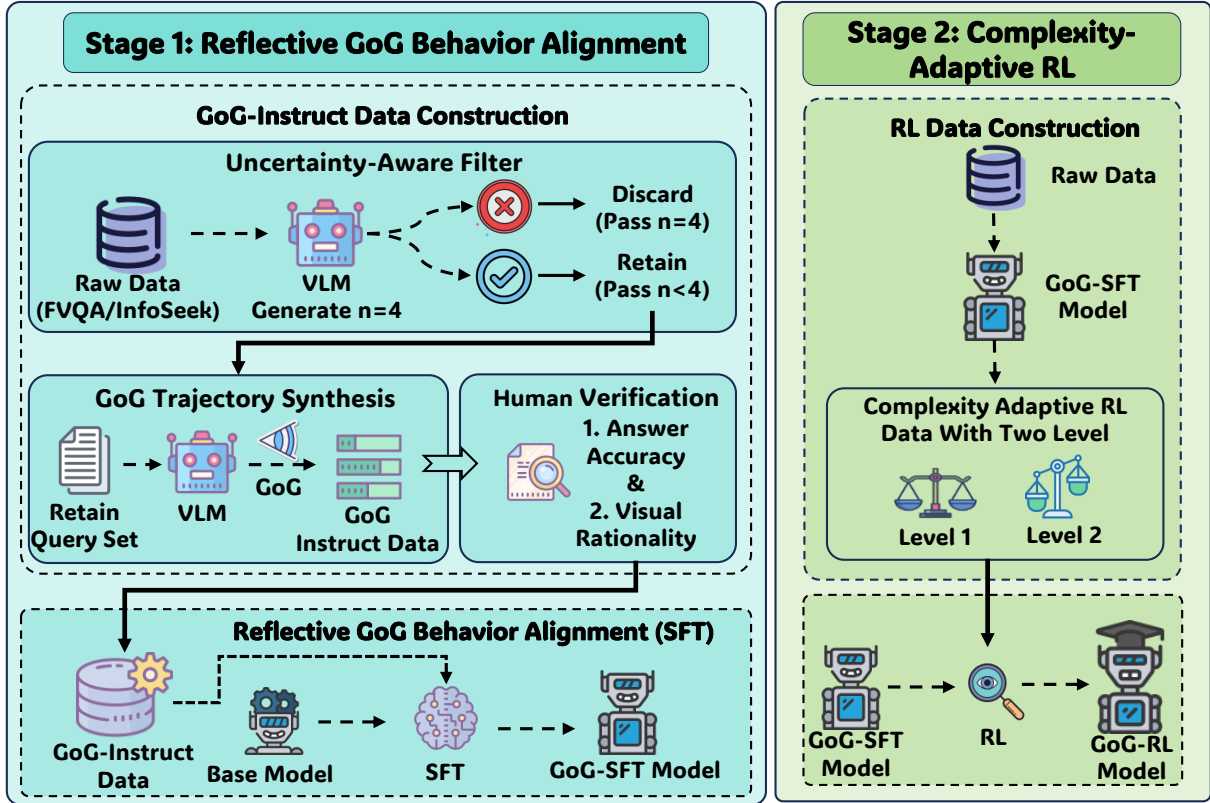 Stage 1: Reflective GoG Behavior Alignment
GoG-Instruct Data Construction
Uncertainty-Aware Filter
Raw Data
(FVQA/InfoSeek)
VLM
Generate n=4
Discard
(Pass n=4)
Retain
(Pass n<4)
GoG Trajectory Synthesis
Retain
Query Set
VLM
GoG
GoG
Instruct Data
Human Verification
1. Answer
Accuracy
&
2. Visual
Rationality
Reflective GoG Behavior Alignment (SFT)
GoG-Instruct
Data
Base Model
SFT
GoG-SFT Model
Stage 2: Complexity-
Adaptive RL
RL Data Construction
Raw Data
GoG-SFT
Model
Complexity Adaptive RL
Data With Two Level
Level 1
Level 2
GoG-SFT
Model
RL
GoG-RL
Model